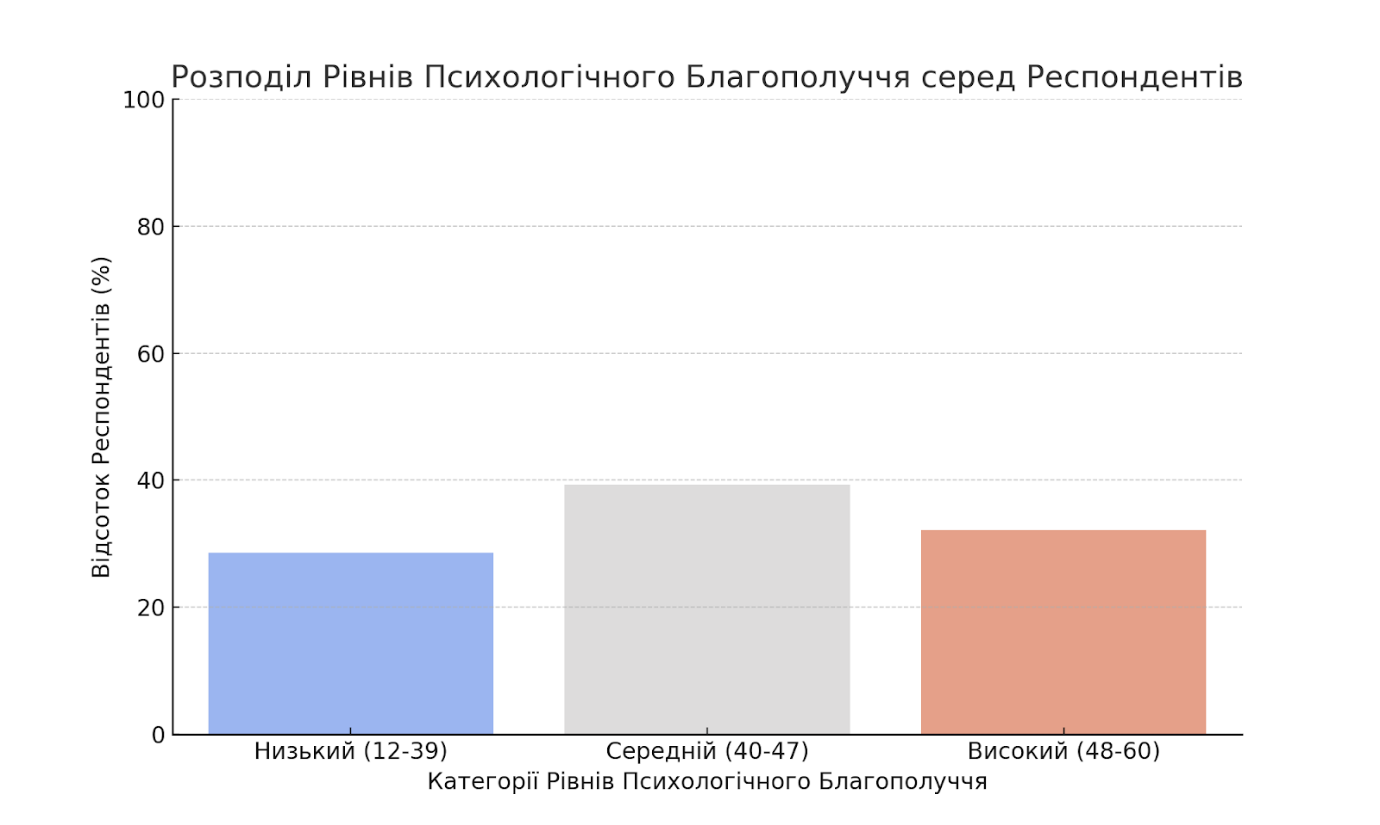 Розподіл Рівнів Психологічного Благополуччя серед Респондентів
100
80
60
40
20
0
Відсоток Респондентів (%)
Низький (12-39) Середній (40-47) Високий (48-60)
Категорії Рівнів Психологічного Благополуччя